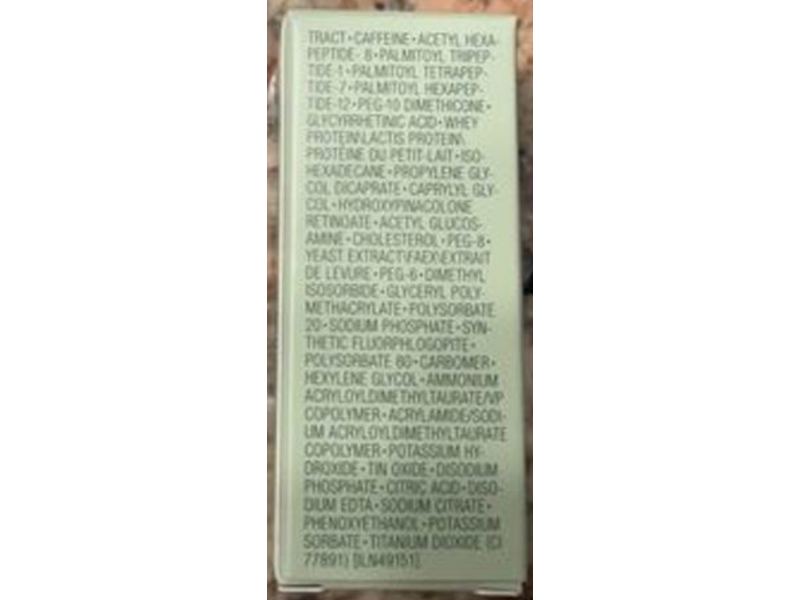 TRACT•CAFFEINE•ACETYL HEXA-
PEPTIDE- 8•PALMITOYL TRIPEP-
TIDE-1•PALMITOYL TETRAPEP-
TIDE-7•PALMITOYL HEXAPEP-
TIDE-12•PEG-10 DIMETHICONE•
GLYCYRRHETINIC ACID•WHEY
PROTEIN\LACTIS PROTEIN\
PROTÉINE DU PETIT-LAIT•ISO-
HEXADECANE•PROPYLENE GLY-
COL DICAPRATE•CAPRYLYL GLY-
COL•HYDROXYPINACOLONE
RETINOATE•ACETYL GLUCOS-
AMINE•CHOLESTEROL•PEG-8•
YEAST EXTRACT\FAEX\EXTRAIT
DE LEVURE•PEG-6•DIMETHYL
ISOSORBIDE•GLYCERYL POLY-
METHACRYLATE•POLYSORBATE
20•SODIUM PHOSPHATE•SYN-
THETIC FLUORPHLOGOPITE•
POLYSORBATE 80•CARBOMER•
HEXYLENE GLYCOL•AMMONIUM
ACRYLOYLDIMETHYLTAURATE/VP
COPOLYMER•ACRYLAMIDE/SODI-
UM ACRYLOYLDIMETHYLTAURATE
COPOLYMER•POTASSIUM HY-
DROXIDE•TIN OXIDE•DISODIUM
PHOSPHATE•CITRIC ACID•DISO-
DIUM EDTA•SODIUM CITRATE•
PHENOXYETHANOL•POTASSIUM
SORBATE•TITANIUM DIOXIDE (CI
77891) [ILN49151]